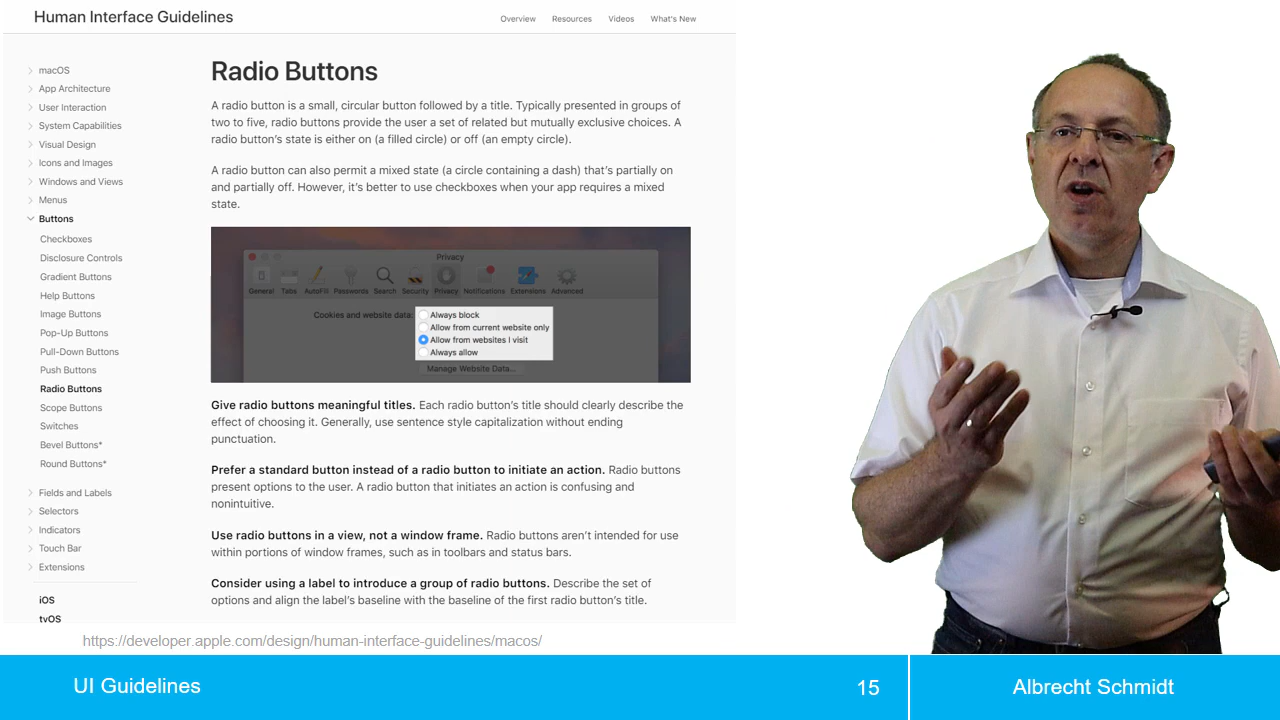 Human Interface Guidelines
Overview Resources Videos What's New
macOS
App Architecture
User Interaction
System Capabilities
Visual Design
Icons and Images
Windows and Views
Menus
Buttons
Checkboxes
Disclosure Controls
Gradient Buttons
Help Buttons
Image Buttons
Pop-Up Buttons
Pull-Down Buttons
Push Buttons
Radio Buttons
Scope Buttons
Switches
Bevel Buttons*
Round Buttons*
Fields and Labels
Selectors
Indicators
Touch Bar
Extensions
iOS
tvOS
Radio Buttons
A radio button is a small, circular button followed by a title. Typically presented in groups of
two to five, radio buttons provide the user a set of related but mutually exclusive choices. A
radio button's state is either on (a filled circle) or off (an empty circle).
A radio button can also permit a mixed state (a circle containing a dash) that's partially on
and partially off. However, it's better to use checkboxes when your app requires a mixed
state.
Privacy
General Tabs AutoFill Passwords Search Security Privacy Notifications Extensions Advanced
Cookies and website data:
Always block
Allow from current website only
Allow from websites I visit
Always allow
Manage Website Data...
Give radio buttons meaningful titles. Each radio button's title should clearly describe the
effect of choosing it. Generally, use sentence style capitalization without ending
punctuation.
Prefer a standard button instead of a radio button to initiate an action. Radio buttons
present options to the user. A radio button that initiates an action is confusing and
nonintuitive.
Use radio buttons in a view, not a window frame. Radio buttons aren't intended for use
within portions of window frames, such as in toolbars and status bars.
Consider using a label to introduce a group of radio buttons. Describe the set of
options and align the label's baseline with the baseline of the first radio button's title.
https://developer.apple.com/design/human-interface-guidelines/macos/
UI Guidelines
15
Albrecht Schmidt